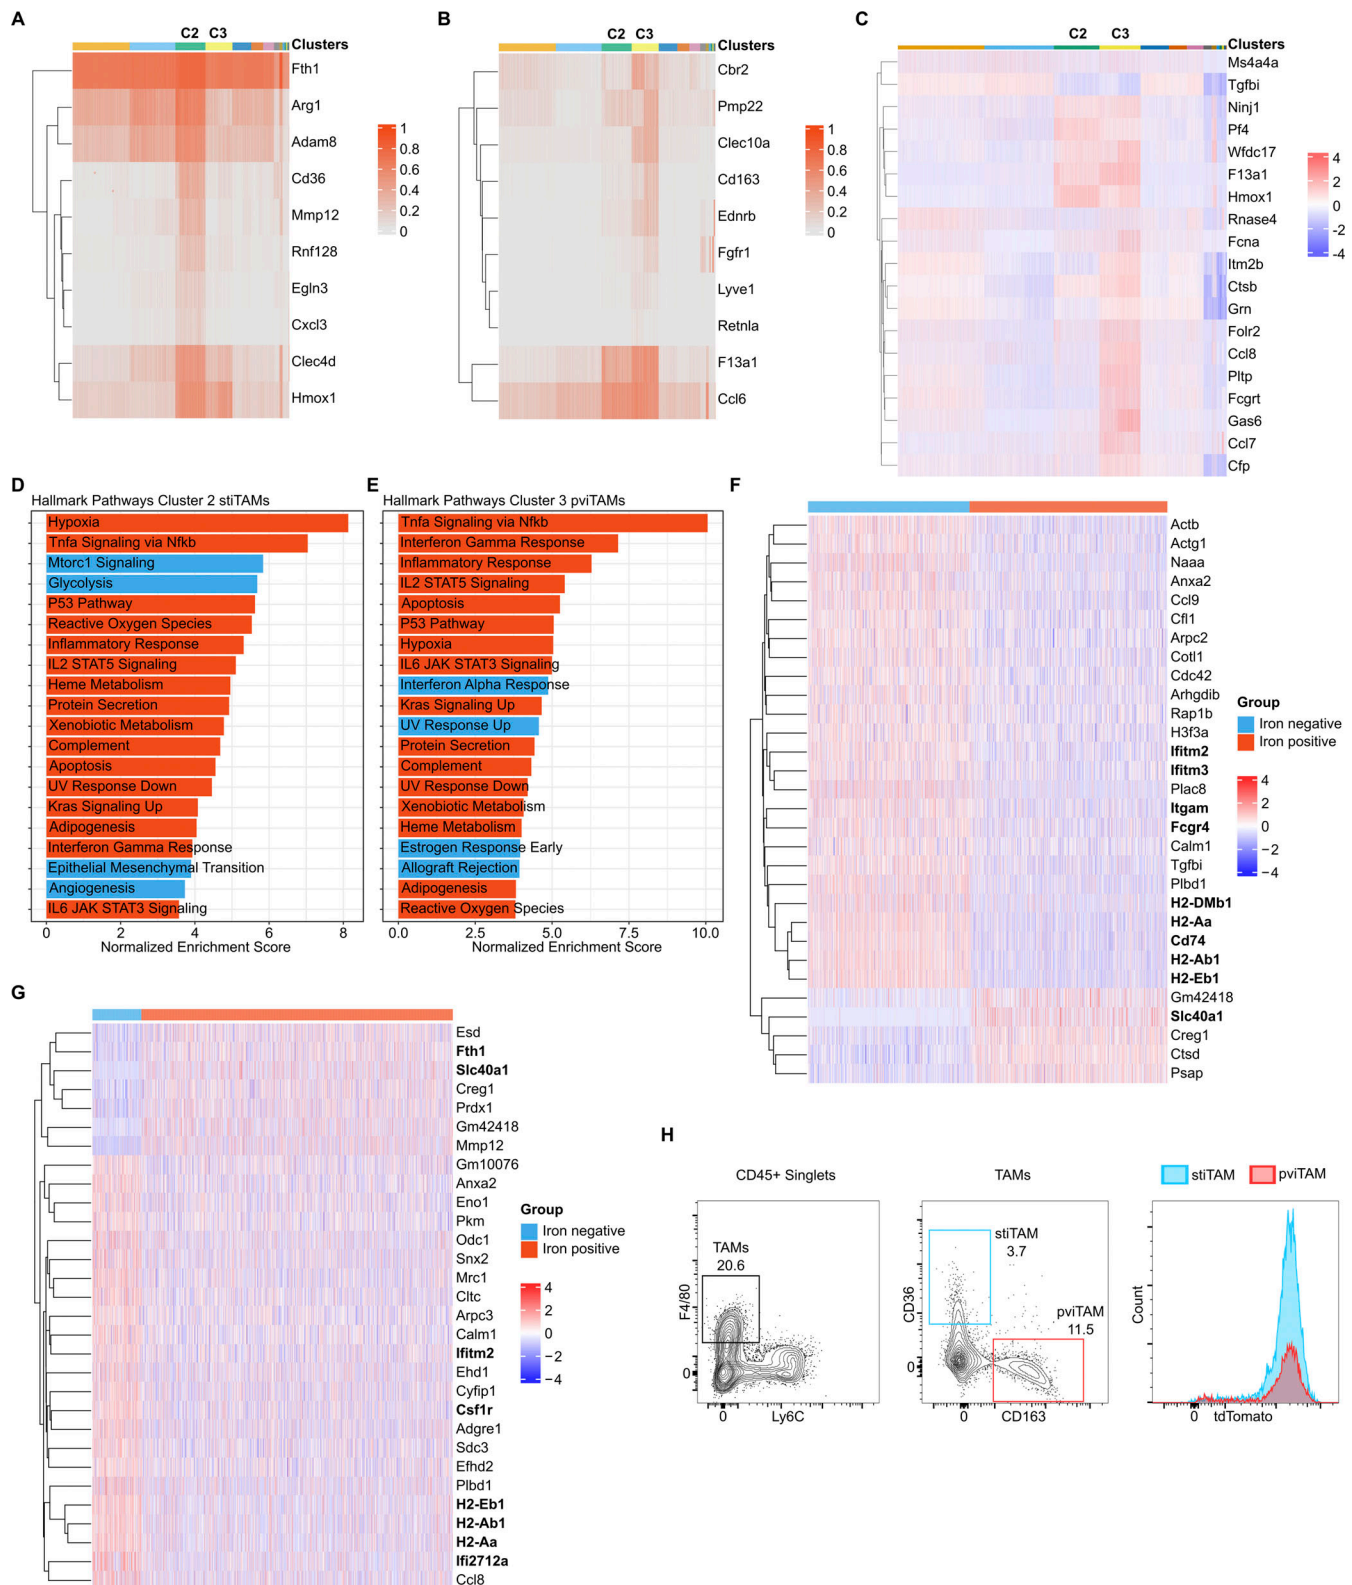 A
C2 C3
Clusters
Fth1
Arg1
Adam8
Cd36
Mmp12
Rnf128
Egln3
Cxcl3
Clec4d
Hmox1
1
0.8
0.6
0.4
0.2
0
B
C2 C3
Clusters
Cbr2
Pmp22
Clec10a
Cd163
Ednrb
Fgfr1
Lyve1
Retnla
F13a1
Ccl6
1
0.8
0.6
0.4
0.2
0
C
C2 C3
Clusters
Ms4a4a
Tgfbi
Ninj1
Pf4
Wfdc17
F13a1
Hmox1
Rnase4
Fcna
Itm2b
Ctsb
Grn
Folr2
Ccl8
Pltp
Fcgrt
Gas6
Ccl7
Cfp
4
2
0
-2
-4
D
Hallmark Pathways Cluster 2 stiTAMs
Hypoxia
Tnfa Signaling via Nfkb
Mtorc1 Signaling
Glycolysis
P53 Pathway
Reactive Oxygen Species
Inflammatory Response
IL2 STAT5 Signaling
Heme Metabolism
Protein Secretion
Xenobiotic Metabolism
Complement
Apoptosis
UV Response Down
Kras Signaling Up
Adipogenesis
Interferon Gamma Response
Epithelial Mesenchymal Transition
Angiogenesis
IL6 JAK STAT3 Signaling
0 2 4 6 8
Normalized Enrichment Score
E
Hallmark Pathways Cluster 3 pviTAMs
Tnfa Signaling via Nfkb
Interferon Gamma Response
Inflammatory Response
IL2 STAT5 Signaling
Apoptosis
P53 Pathway
Hypoxia
IL6 JAK STAT3 Signaling
Interferon Alpha Response
Kras Signaling Up
UV Response Up
Protein Secretion
Complement
UV Response Down
Xenobiotic Metabolism
Heme Metabolism
Estrogen Response Early
Allograft Rejection
Adipogenesis
Reactive Oxygen Species
0.0 2.5 5.0 7.5 10.0
Normalized Enrichment Score
F
Actb
Actg1
Naaa
Anxa2
Ccl9
Cfl1
Arpc2
Cotl1
Cdc42
Arhgdib
Rap1b
H3f3a
Ifitm2
Ifitm3
Plac8
Itgam
Fcgr4
Calm1
Tgfbi
Plbd1
H2-DMb1
H2-Aa
Cd74
H2-Ab1
H2-Eb1
Gm42418
Slc40a1
Creg1
Ctsd
Psap
Group
Iron negative
Iron positive
4
2
0
−2
−4
G
Esd
Fth1
Slc40a1
Creg1
Prdx1
Gm42418
Mmp12
Gm10076
Anxa2
Eno1
Pkm
Odc1
Snx2
Mrc1
Cltc
Arpc3
Calm1
Ifitm2
Ehd1
Cyfip1
Csf1r
Adgre1
Sdc3
Efhd2
Plbd1
H2-Eb1
H2-Ab1
H2-Aa
Ifi2712a
Ccl8
Group
Iron negative
Iron positive
4
2
0
−2
−4
H
CD45+ Singlets
TAMs
20.6
F4/80
0
0
Ly6C
TAMs
stiTAM
3.7
pviTAM
11.5
CD36
0
0
CD163
stiTAM pviTAM
Count
0
tdTomato